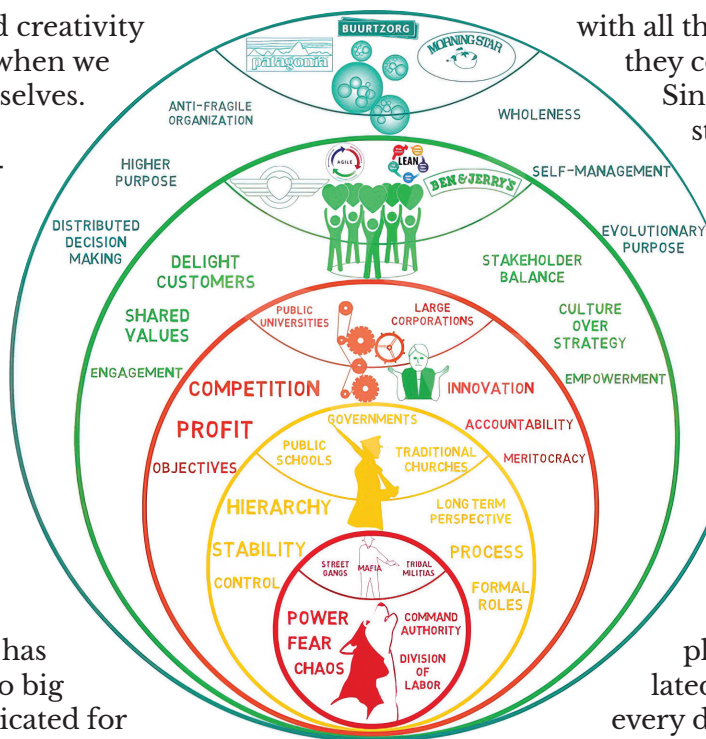 d creativity
when we
selves.
with all th
they co
Sin
st
BUURTZORG
patagonia
MORNING STAR
ANTI-FRAGILE
ORGANIZATION
WHOLENESS
HIGHER
PURPOSE
SELF-MANAGEMENT
DISTRIBUTED
DECISION
MAKING
EVOLUTIONARY
PURPOSE
AGILE
LEAN
BEN & JERRY'S
DELIGHT
CUSTOMERS
STAKEHOLDER
BALANCE
SHARED
VALUES
CULTURE
OVER
STRATEGY
ENGAGEMENT
EMPOWERMENT
PUBLIC
UNIVERSITIES
LARGE
CORPORATIONS
COMPETITION
INNOVATION
PROFIT
ACCOUNTABILITY
OBJECTIVES
MERITOCRACY
GOVERNMENTS
PUBLIC
SCHOOLS
TRADITIONAL
CHURCHES
HIERARCHY
LONG TERM
PERSPECTIVE
STABILITY
PROCESS
CONTROL
FORMAL
ROLES
STREET
GANGS
MAFIA
TRIBAL
MILITIAS
POWER
FEAR
CHAOS
COMMAND
AUTHORITY
DIVISION
OF
LABOR
has
o big
icated for
pl
lated
every d